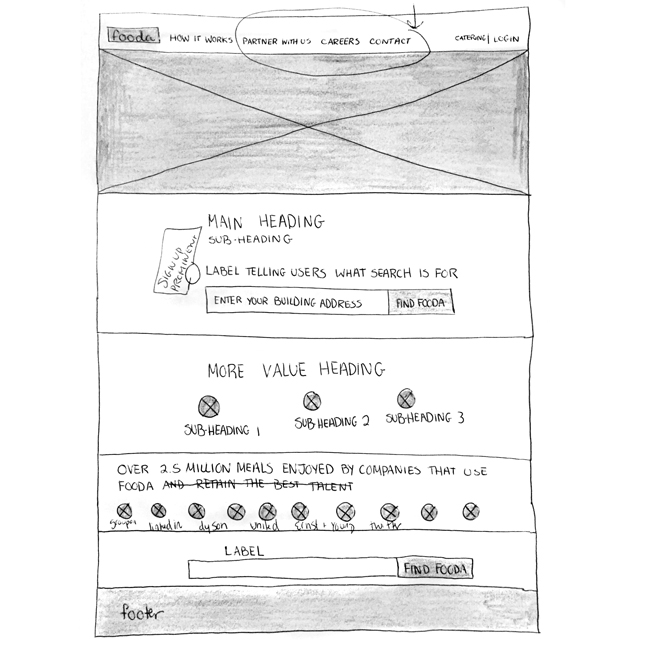 fooda HOW IT WORKS PARTNER WITH US CAREERS CONTACT CATERING | LOGIN
MAIN HEADING
SUB-HEADING
SIGN UP
PROMINENT
LABEL TELLING USERS WHAT SEARCH IS FOR
ENTER YOUR BUILDING ADDRESS FIND FOODA
MORE VALUE HEADING
SUB-HEADING 1 SUB-HEADING 2 SUB-HEADING 3
OVER 2.5 MILLION MEALS ENJOYED BY COMPANIES THAT USE
FOODA AND RETAIN THE BEST TALENT
linkedin dyson united Ernst + Young
LABEL
FIND FOODA
footer